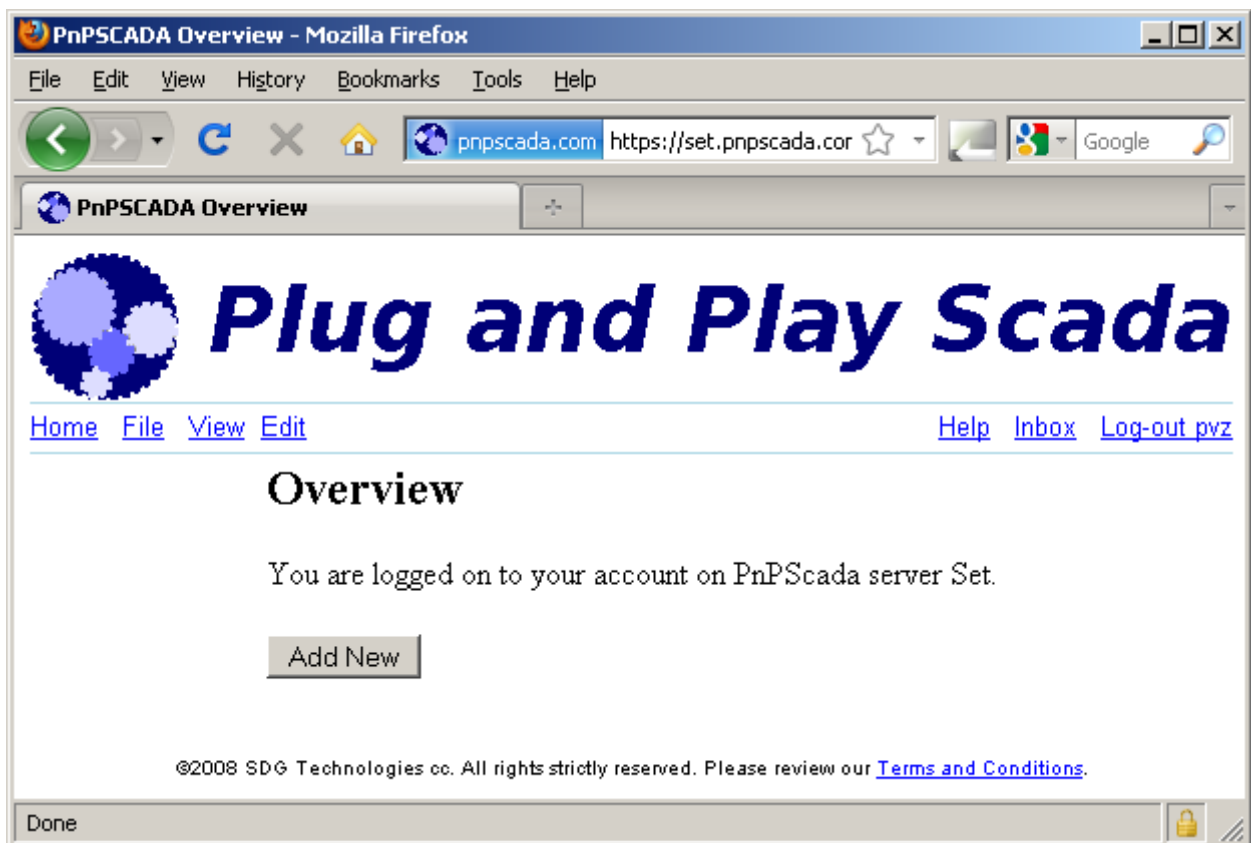 PnPSCADA Overview - Mozilla Firefox
File Edit View History Bookmarks Tools Help
pnpscada.com https://set.pnpscada.cor Google
PnPSCADA Overview
Plug and Play Scada
Home File View Edit Help Inbox Log-out pvz
Overview
You are logged on to your account on PnPScada server Set.
Add New
©2008 SDG Technologies cc. All rights strictly reserved. Please review our Terms and Conditions.
Done